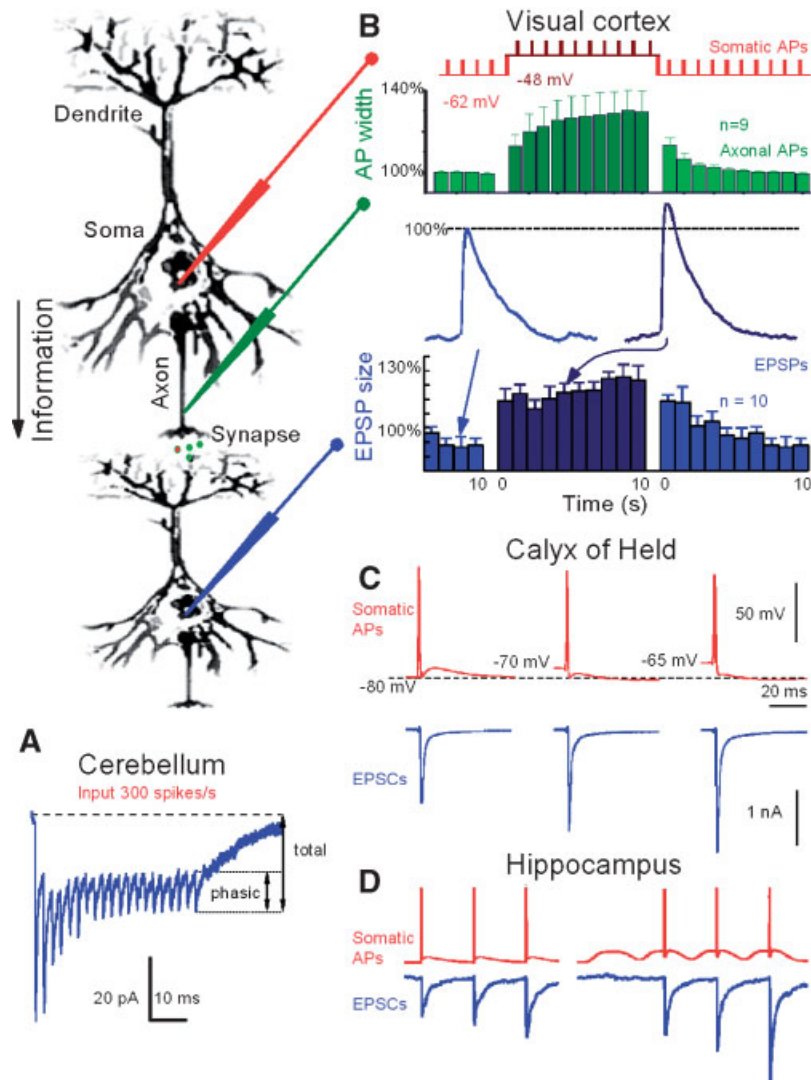 B
Visual cortex
Somatic APs
-48 mV
-62 mV
140%
100%
AP width
n=9
Axonal APs
Dendrite
Soma
Information
Axon
Synapse
100%
130%
100%
EPSP size
EPSPs
n = 10
10 0 10 0 10
Time (s)
C
Calyx of Held
Somatic
APs
50 mV
-70 mV
-65 mV
-80 mV
20 ms
EPSCs
1 nA
A
Cerebellum
Input 300 spikes/s
total
phasic
20 pA
10 ms
D
Hippocampus
Somatic
APs
EPSCs